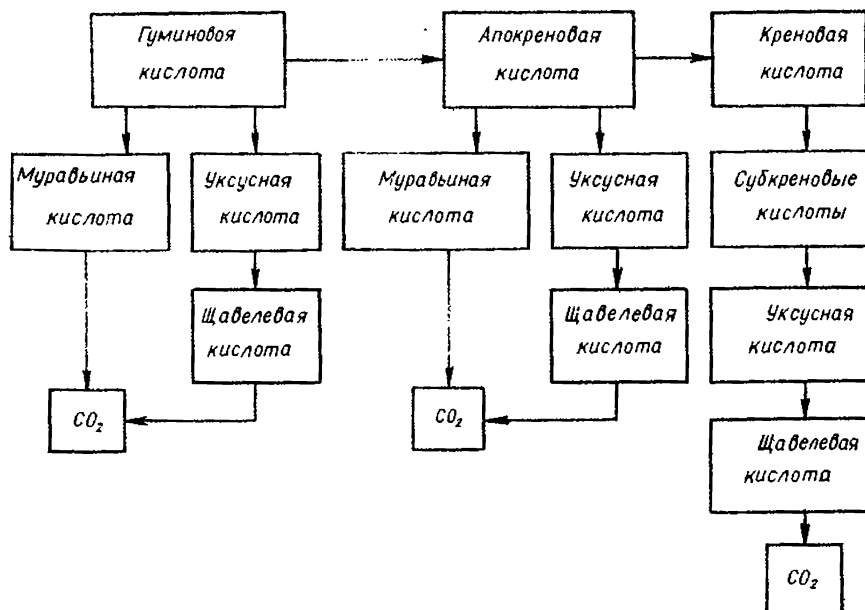 Гуминовая
кислота
Апокреновая
кислота
Креновая
кислота
Муравьиная
кислота
Уксусная
кислота
Муравьиная
кислота
Уксусная
кислота
Субкреновые
кислоты
Щавелевая
кислота
Щавелевая
кислота
Уксусная
кислота
CO₂
CO₂
Щавелевая
кислота
CO₂